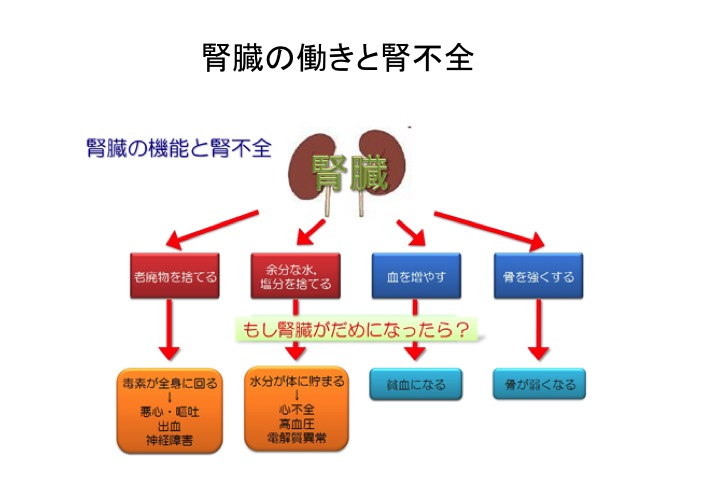 腎臓の働きと腎不全
腎臓の機能と腎不全
腎臓
老廃物を捨てる
余分な水，
塩分を捨てる
血を増やす
骨を強くする
もし腎臓がだめになったら？
毒素が全身に回る
↓
悪心・嘔吐
出血
神経障害
水分が体に貯まる
↓
心不全
高血圧
電解質異常
貧血になる
骨が弱くなる